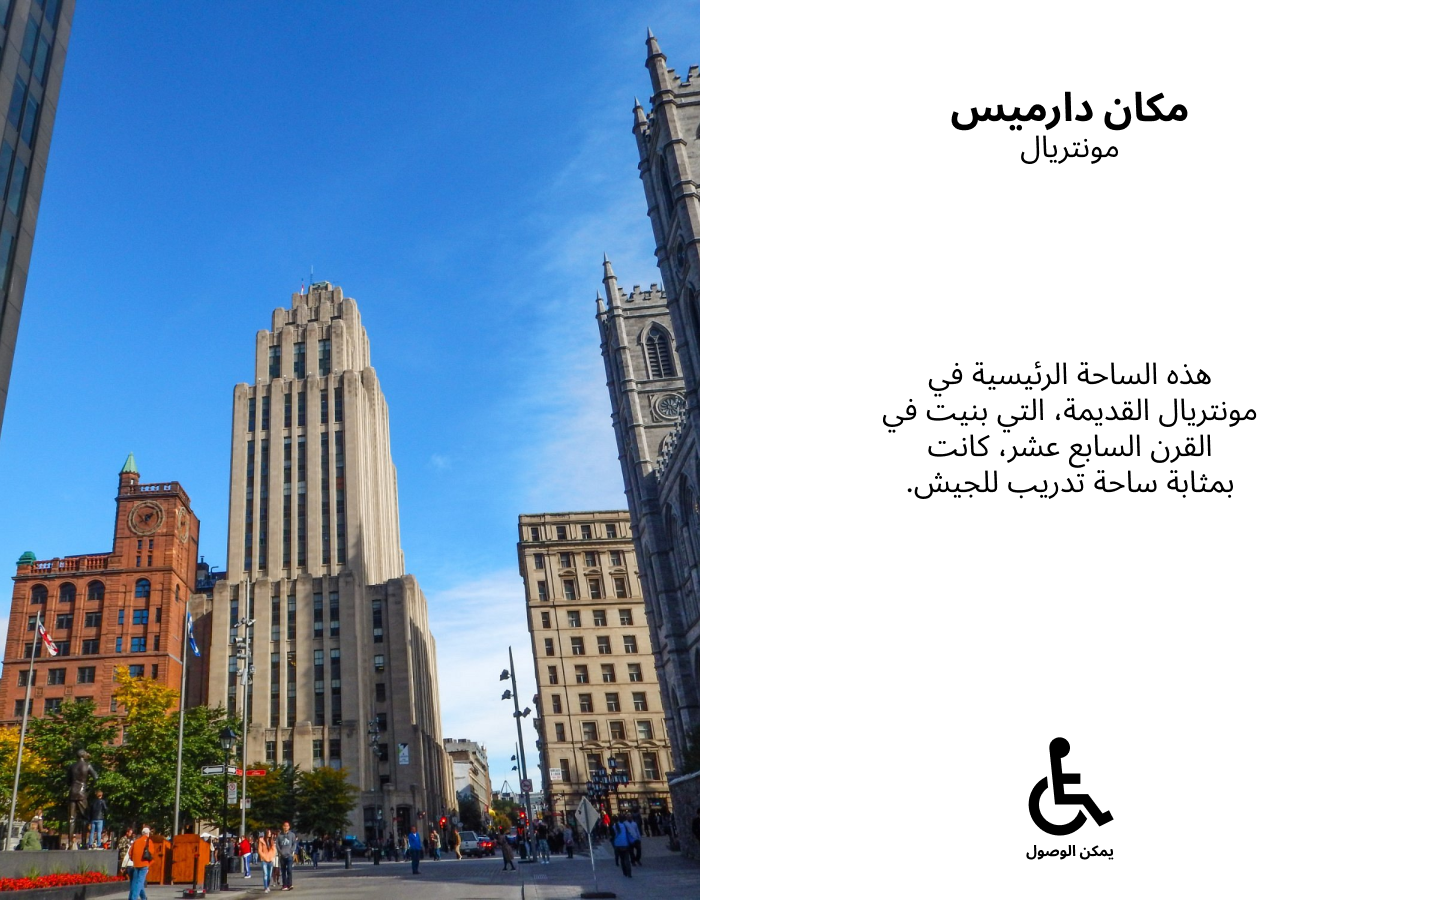 مكان دارميس
مونتريال
هذه الساحة الرئيسية في
مونتريال القديمة، التي بنيت في
القرن السابع عشر، كانت
بمثابة ساحة تدريب للجيش.
يمكن الوصول